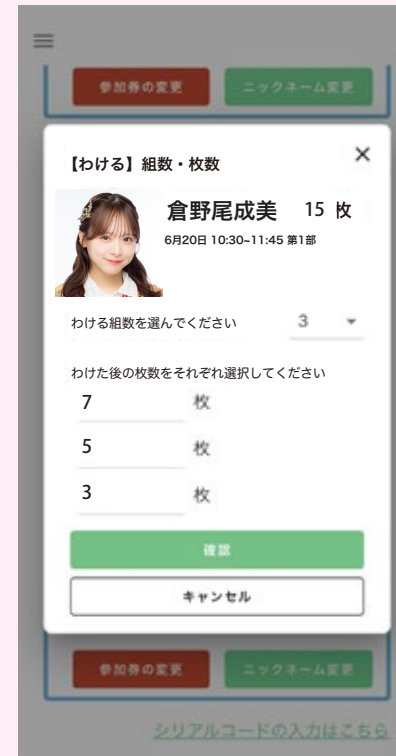 参加券の変更 ニックネーム変更
【わける】組数・枚数 ×
倉野尾成美 15 枚
6月20日 10:30~11:45 第1部
わける組数を選んでください 3
わけた後の枚数をそれぞれ選択してください
7 枚
5 枚
3 枚
確認
キャンセル
参加券の変更 ニックネーム変更
シリアルコードの入力はこちら